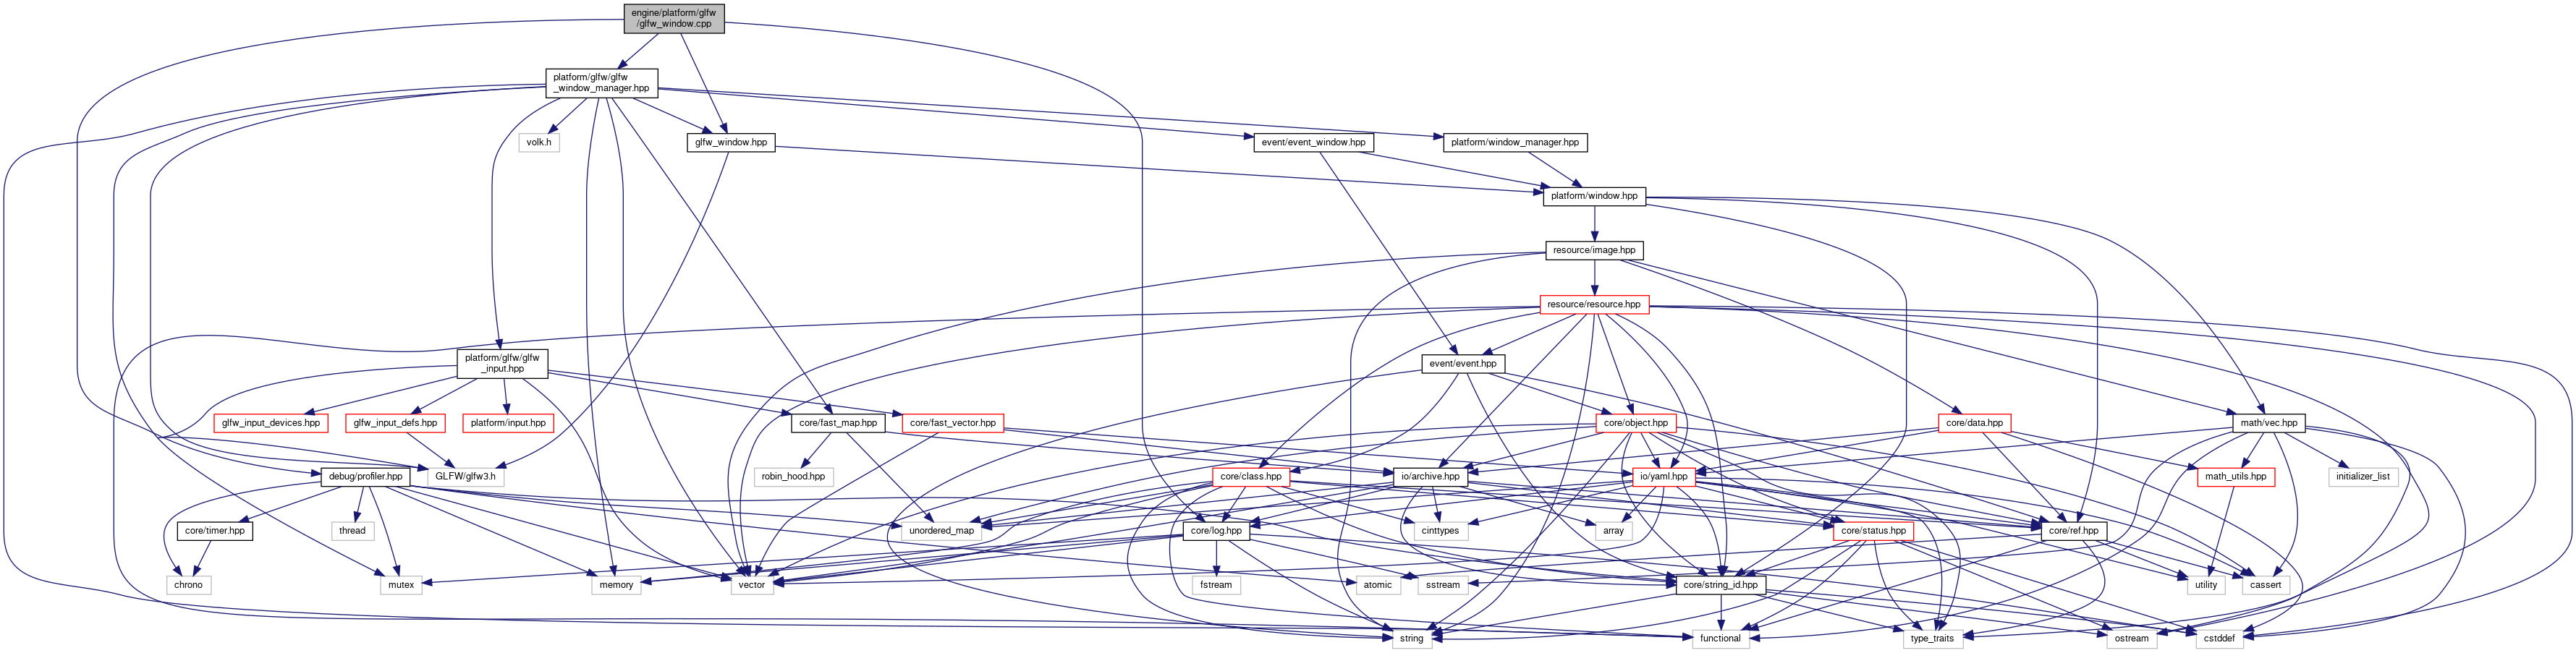 engine/platform/glfw
/glfw_window.cpp
platform/glfw/glfw
_window_manager.hpp
volk.h
glfw_window.hpp
event/event_window.hpp
platform/window_manager.hpp
platform/window.hpp
resource/image.hpp
resource/resource.hpp
platform/glfw/glfw
_input.hpp
event/event.hpp
glfw_input_devices.hpp
glfw_input_defs.hpp
platform/input.hpp
core/fast_map.hpp
core/fast_vector.hpp
core/object.hpp
core/data.hpp
math/vec.hpp
debug/profiler.hpp
GLFW/glfw3.h
robin_hood.hpp
core/class.hpp
io/archive.hpp
io/yaml.hpp
math_utils.hpp
initializer_list
core/timer.hpp
thread
unordered_map
core/log.hpp
cinttypes
array
core/status.hpp
core/ref.hpp
chrono
mutex
memory
vector
atomic
fstream
sstream
core/string_id.hpp
utility
cassert
string
functional
type_traits
ostream
cstddef